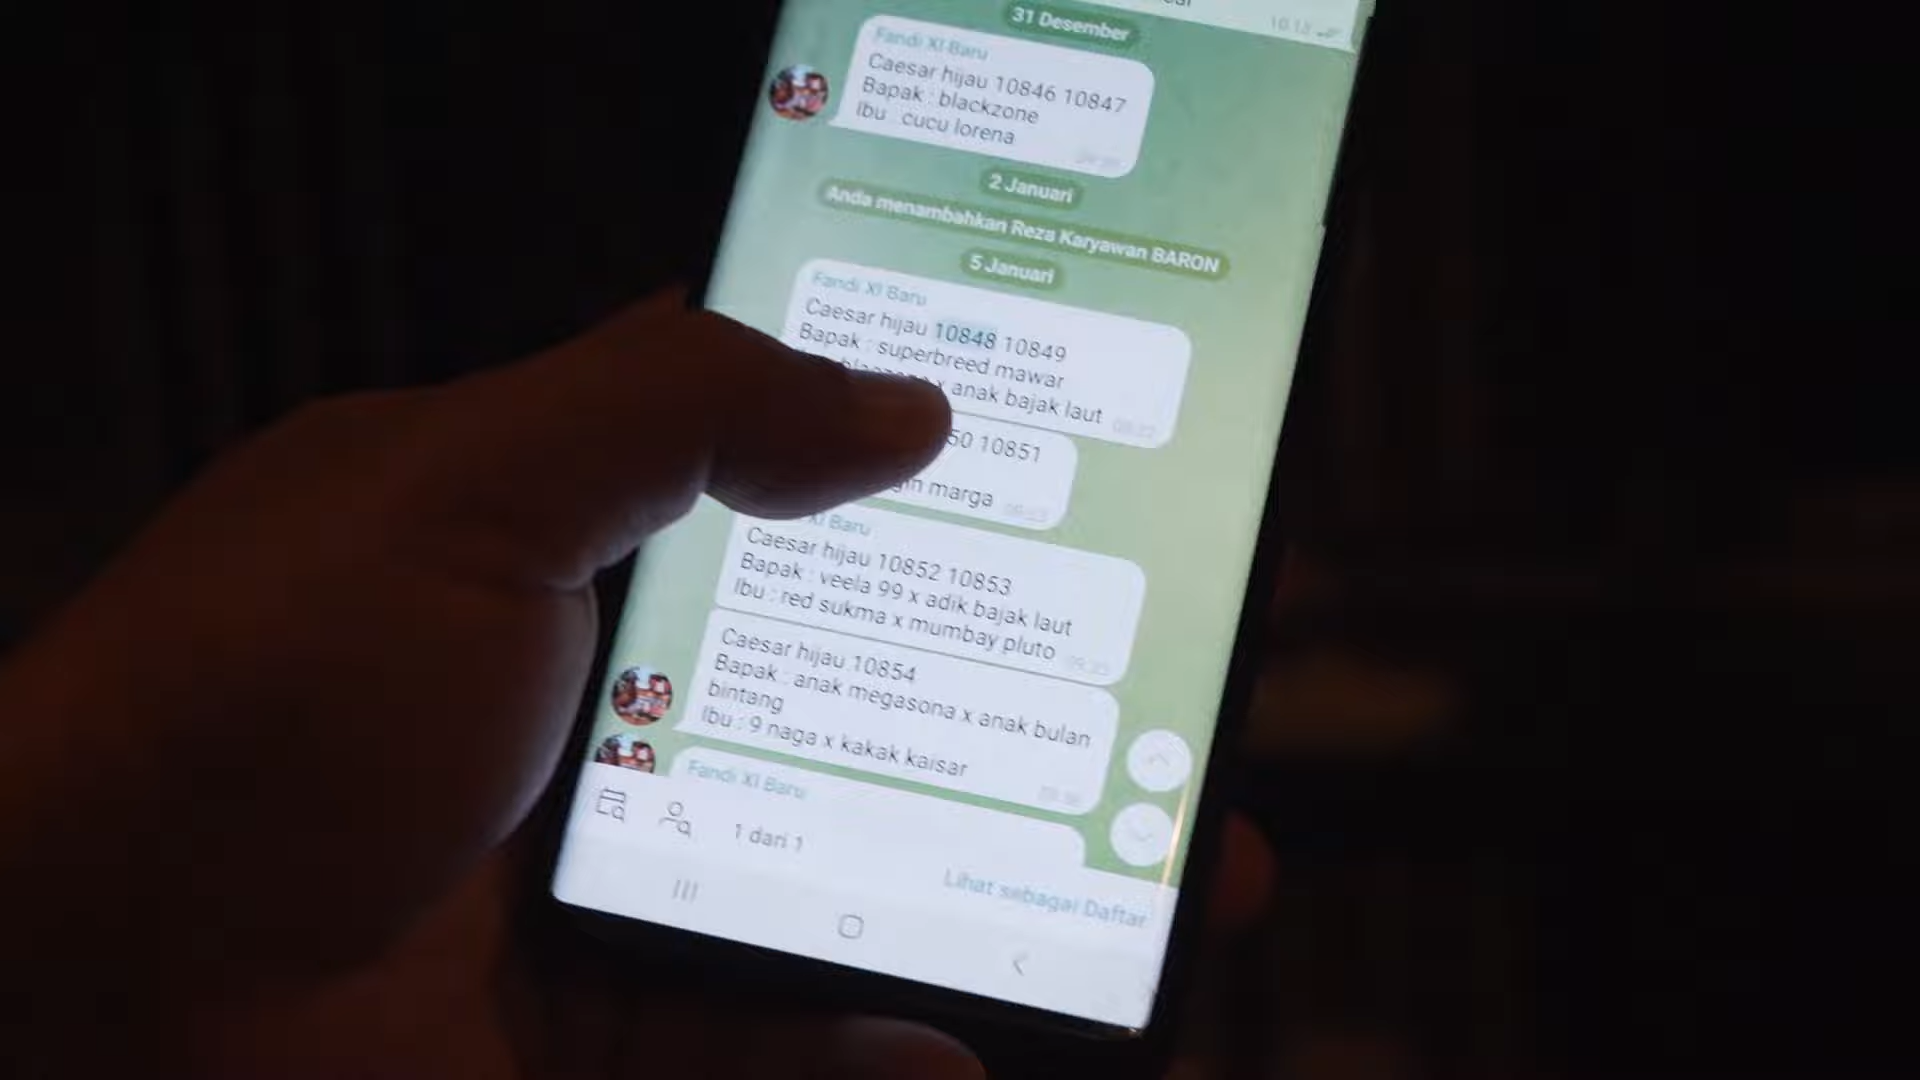 31 Desember
Fandi XI Baru
Caesar hijau 10846 10847
Bapak : blackzone
Ibu : cucu lorena
2 Januari
Anda menambahkan Reza Karyawan BARON
5 Januari
Fandi XI Baru
Caesar hijau 10848 10849
Bapak : superbreed mawar
x anak bajak laut
10851
marga
XI Baru
Caesar hijau 10852 10853
Bapak : veela 99 x adik bajak laut
Ibu : red sukma x mumbay pluto
Caesar hijau 10854
Bapak : anak megasona x anak bulan
bintang
Ibu : 9 naga x kakak kaisar
Fandi XI Baru
1 dari 1
Lihat sebagai Daftar